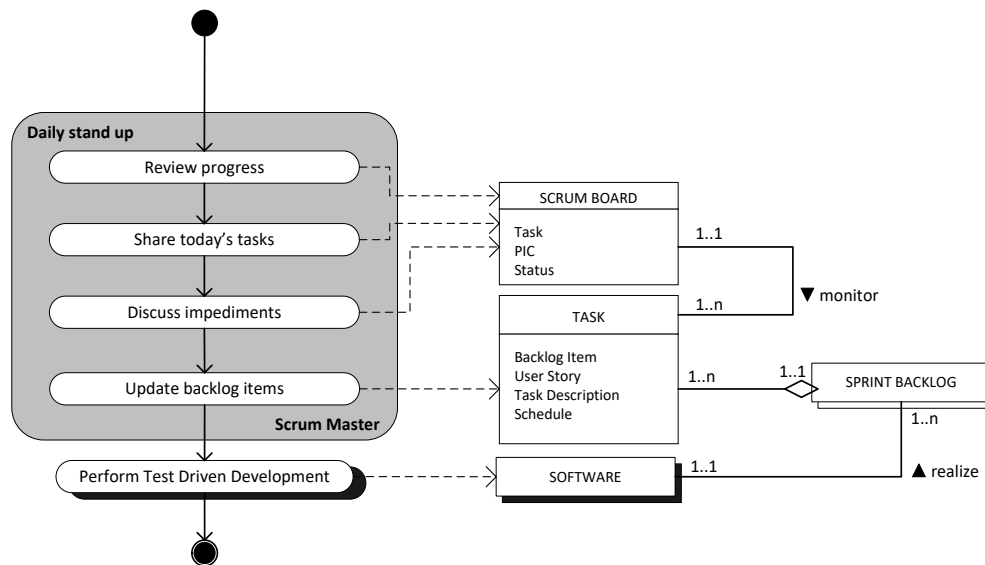 Daily stand up
Review progress
Share today's tasks
Discuss impediments
Update backlog items
Scrum Master
Perform Test Driven Development
SCRUM BOARD
Task
PIC
Status
1..1
▼ monitor
1..n
TASK
Backlog Item
User Story
Task Description
Schedule
1..n
1..1
SPRINT BACKLOG
1..n
▲ realize
1..1
SOFTWARE